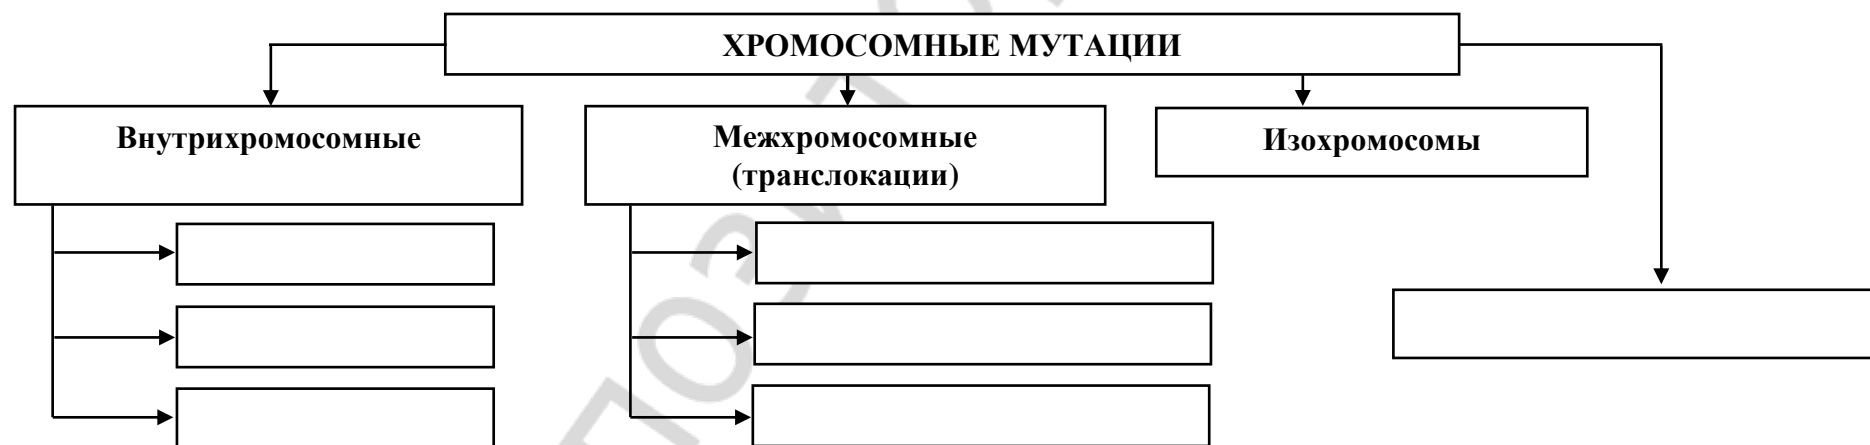 ХРОМОСОМНЫЕ МУТАЦИИ
Внутрихромосомные
Межхромосомные
(транслокации)
Изохромосомы